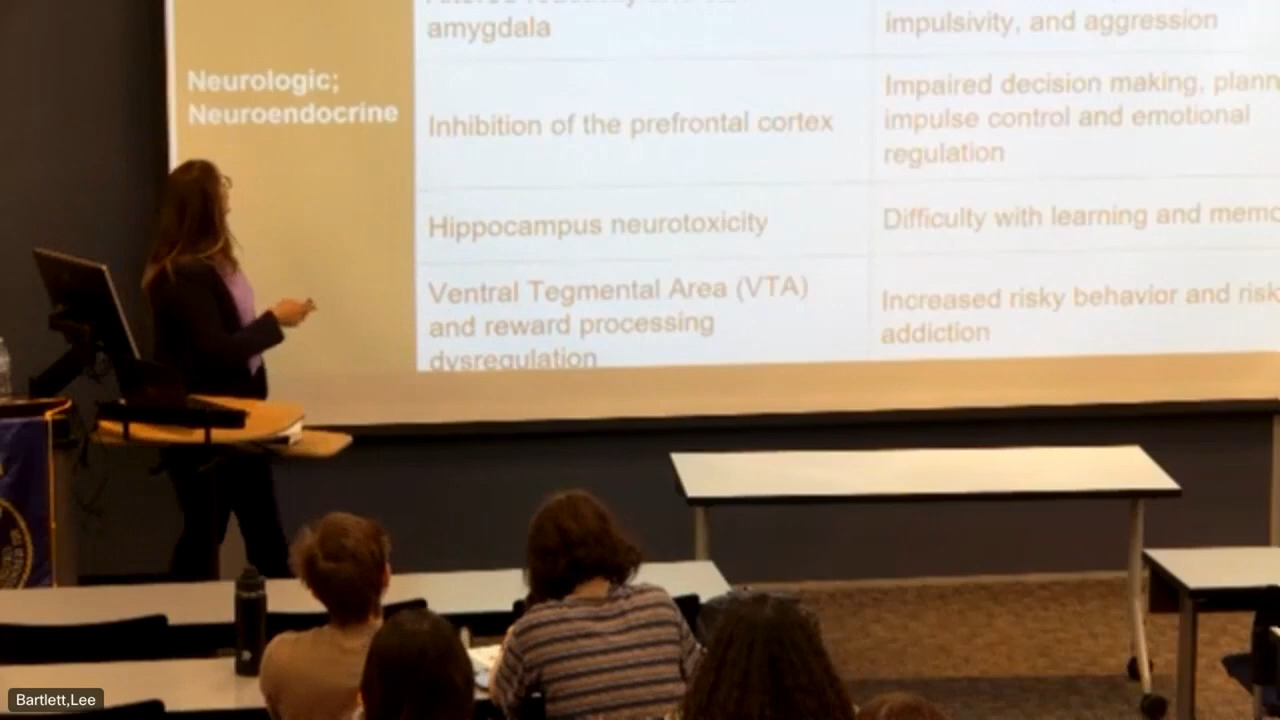 Neurologic;
Neuroendocrine
amygdala
impulsivity, and aggression
Inhibition of the prefrontal cortex
Impaired decision making,
impulse control and emotional
regulation
Hippocampus neurotoxicity
Difficulty with learning and
Ventral Tegmental Area (VTA)
and reward processing
dysregulation
Increased risky behavior and
addiction
Bartlett,Lee